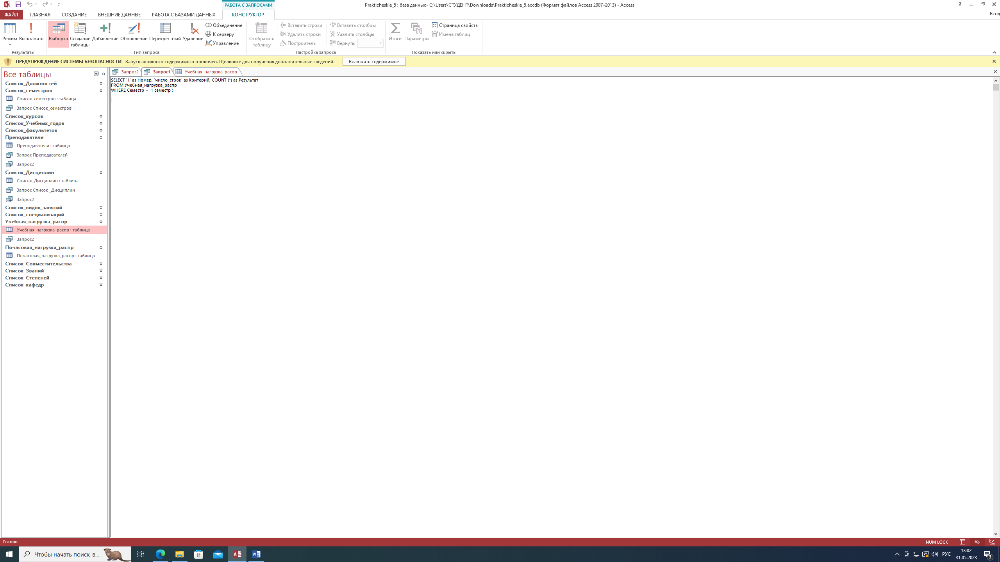 РАБОТА С ЗАПРОСАМИ
Prakticheskie_5 : база данных- C:\Users\СТУДЕНТ\Downloads\Prakticheskie_5.accdb (Формат файлов Access 2007–2013) - Access
ФАЙЛ ГЛАВНАЯ СОЗДАНИЕ ВНЕШНИЕ ДАННЫЕ РАБОТА С БАЗАМИ ДАННЫХ КОНСТРУКТОР Вход
Режим Выполнить
Результаты
Выборка Создание таблицы Добавление Обновление Перекрестный Удаление
Объединение
К серверу
Управление
Тип запроса
Отобразить таблицу
Вставить строки
Удалить строки
Построитель
Вставить столбцы
Удалить столбцы
Вернуть:
Настройка запроса
Итоги Параметры
Страница свойств
Имена таблиц
Показать или скрыть
ПРЕДУПРЕЖДЕНИЕ СИСТЕМЫ БЕЗОПАСНОСТИ Запуск активного содержимого отключен. Щелкните для получения дополнительных сведений. Включить содержимое
Все таблицы
Список_Должностей
Список_семестров
Список_семестров : таблица
Запрос Список_семестров
Список_курсов
Список_Учебных_годов
Список_факультетов
Преподаватели
Преподаватели : таблица
Запрос Преподавателей
Запрос2
Список_Дисциплин
Список_Дисциплин : таблица
Запрос Список _Дисциплин
Запрос2
Список_видов_занятий
Список_специализаций
Учебная_нагрузка_распр
Учебная_нагрузка_распр : таблица
Запрос2
Почасовая_нагрузка_распр
Почасовая_нагрузка_распр : таблица
Список_Совместительства
Список_Званий
Список_Степеней
Список_кафедр
Запрос2 Запрос1 Учебная_нагрузка_распр
SELECT '1' as Номер, 'число_строк' as Критерий, COUNT (*) as Результат
FROM Учебная_нагрузка_распр
WHERE Семестр = '1 семестр';
Готово
NUM LOCK
SQL
Чтобы начать поиск, в...
РУС
13:02
31.05.2023
3